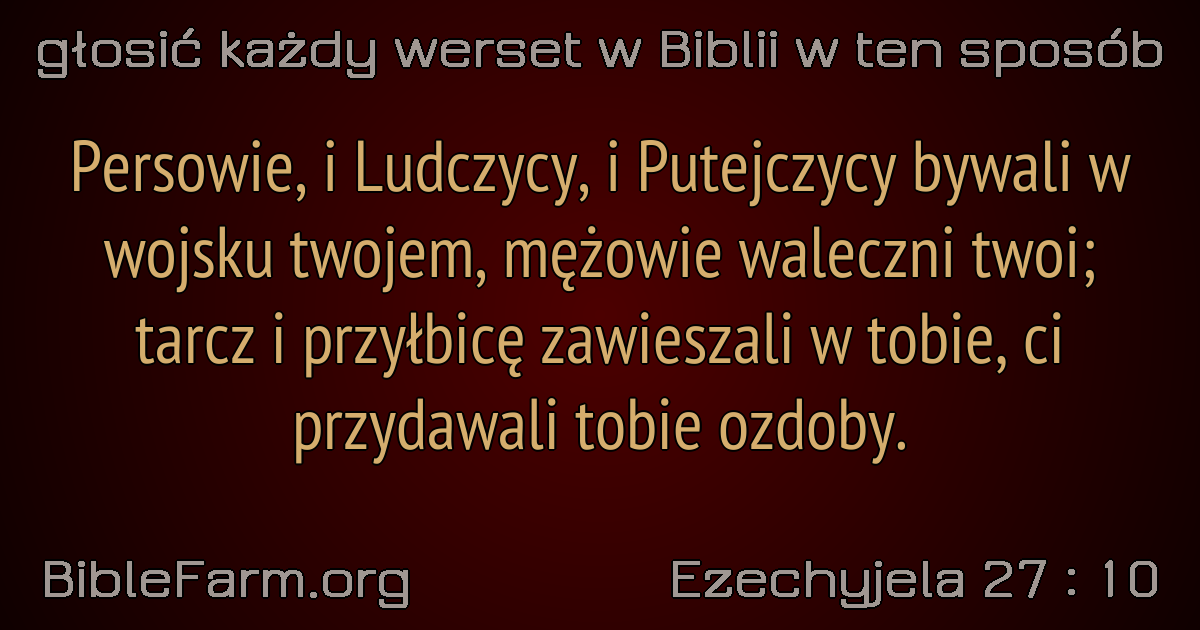 głosić każdy werset w Biblii w ten sposób
Persowie, i Ludczycy, i Putejczycy bywali w
wojsku twojem, mężowie waleczni twoi;
tarcz i przyłbicę zawieszali w tobie, ci
przydawali tobie ozdoby.
BibleFarm.org
Ezechyjela 27 : 10